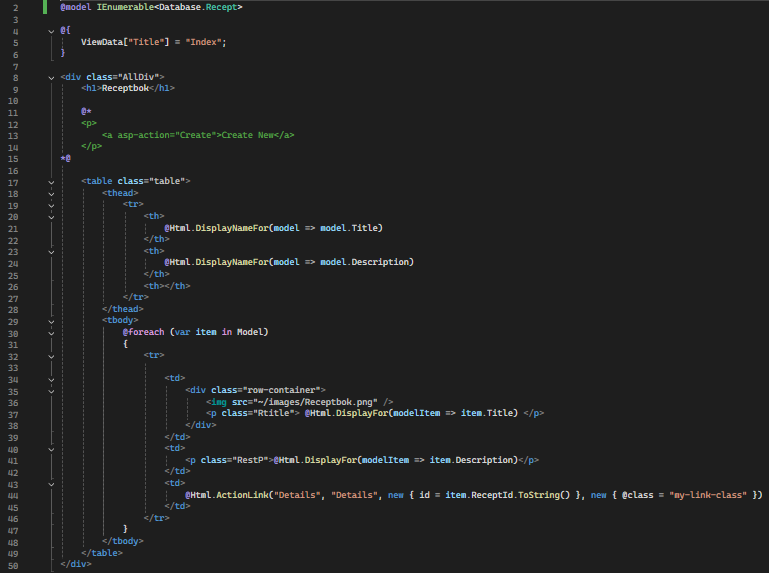 2 @model IEnumerable<Database.Recept>
3
4 @{
5     ViewData["Title"] = "Index";
6 }
7
8 <div class="AllDiv">
9     <h1>Receptbok</h1>
10
11     @*
12     <p>
13         <a asp-action="Create">Create New</a>
14     </p>
15 *@
16
17     <table class="table">
18         <thead>
19             <tr>
20                 <th>
21                     @Html.DisplayNameFor(model => model.Title)
22                 </th>
23                 <th>
24                     @Html.DisplayNameFor(model => model.Description)
25                 </th>
26                 <th></th>
27             </tr>
28         </thead>
29         <tbody>
30             @foreach (var item in Model)
31             {
32                 <tr>
33
34                     <td>
35                         <div class="row-container">
36                             <img src="~/images/Receptbok.png" />
37                             <p class="Rtitle"> @Html.DisplayFor(modelItem => item.Title) </p>
38                         </div>
39                     </td>
40                     <td>
41                         <p class="RestP">@Html.DisplayFor(modelItem => item.Description)</p>
42                     </td>
43                     <td>
44                         @Html.ActionLink("Details", "Details", new { id = item.ReceptId.ToString() }, new { @class = "my-link-class" })
45                     </td>
46                 </tr>
47             }
48         </tbody>
49     </table>
50 </div>